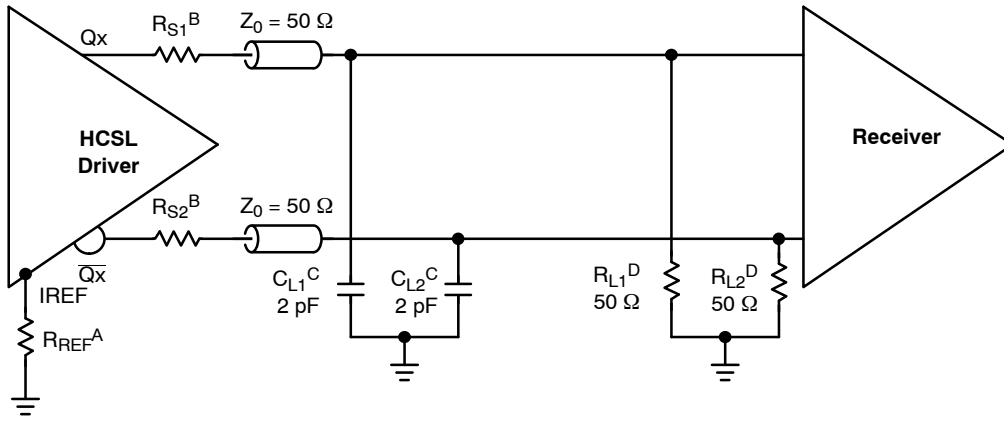 Qx
R_S1^B
Z_0 = 50 Ω
HCSL
Driver
Receiver
R_S2^B
Z_0 = 50 Ω
Q̅x̅
IREF
R_REF^A
C_L1^C
2 pF
C_L2^C
2 pF
R_L1^D
50 Ω
R_L2^D
50 Ω